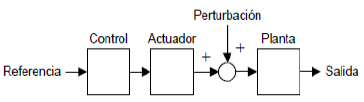 Perturbación
Control
Actuador
+
+
Planta
Referencia
Salida